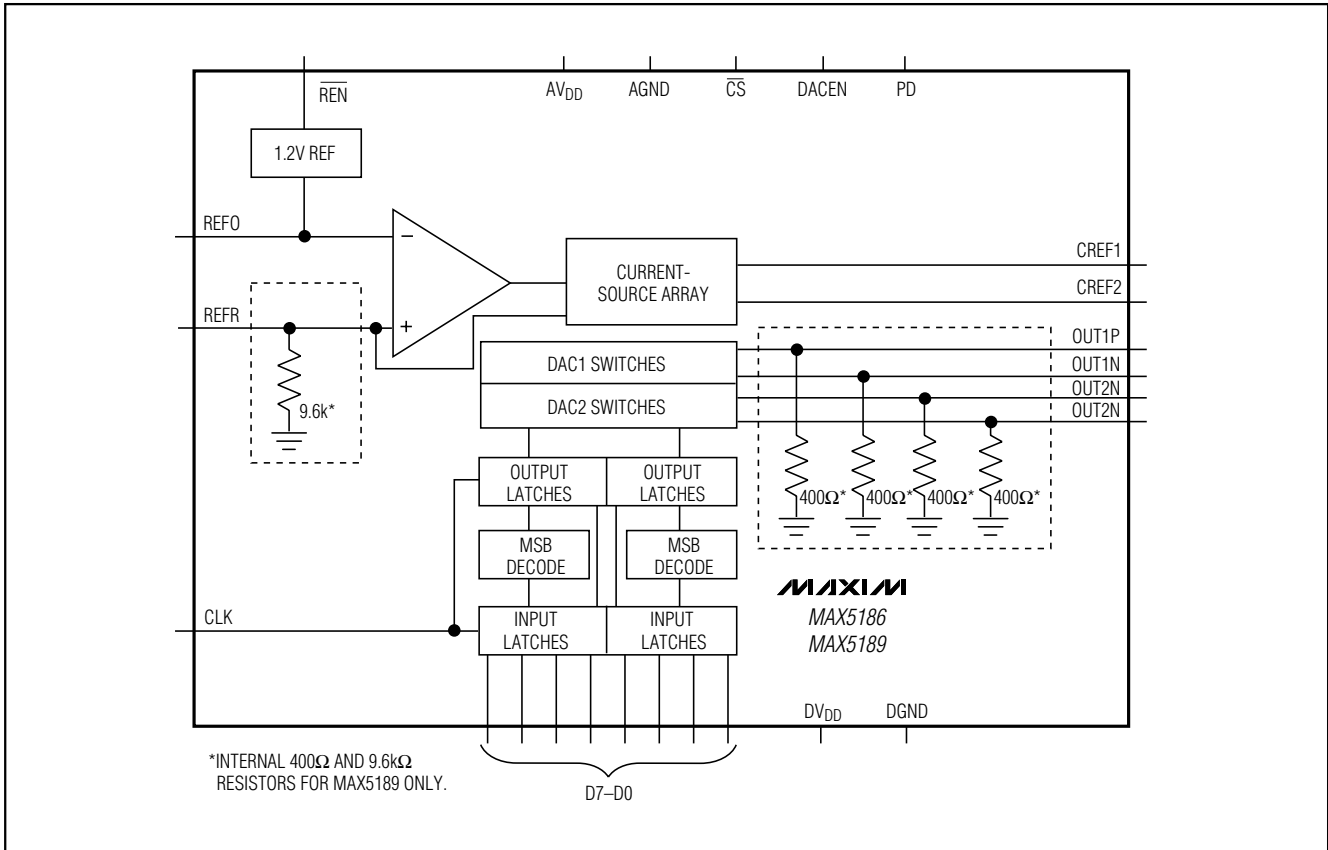 REN
AVDD
AGND
CS
DACEN
PD
1.2V REF
REFO
−
CURRENT-
SOURCE ARRAY
CREF1
CREF2
REFR
+
OUT1P
DAC1 SWITCHES
OUT1N
OUT2N
DAC2 SWITCHES
OUT2N
9.6k*
OUTPUT
LATCHES
OUTPUT
LATCHES
400Ω*
400Ω*
400Ω*
400Ω*
MSB
DECODE
MSB
DECODE
MAXIM
MAX5186
MAX5189
CLK
INPUT
LATCHES
INPUT
LATCHES
DVDD
DGND
*INTERNAL 400Ω AND 9.6kΩ
RESISTORS FOR MAX5189 ONLY.
D7–D0